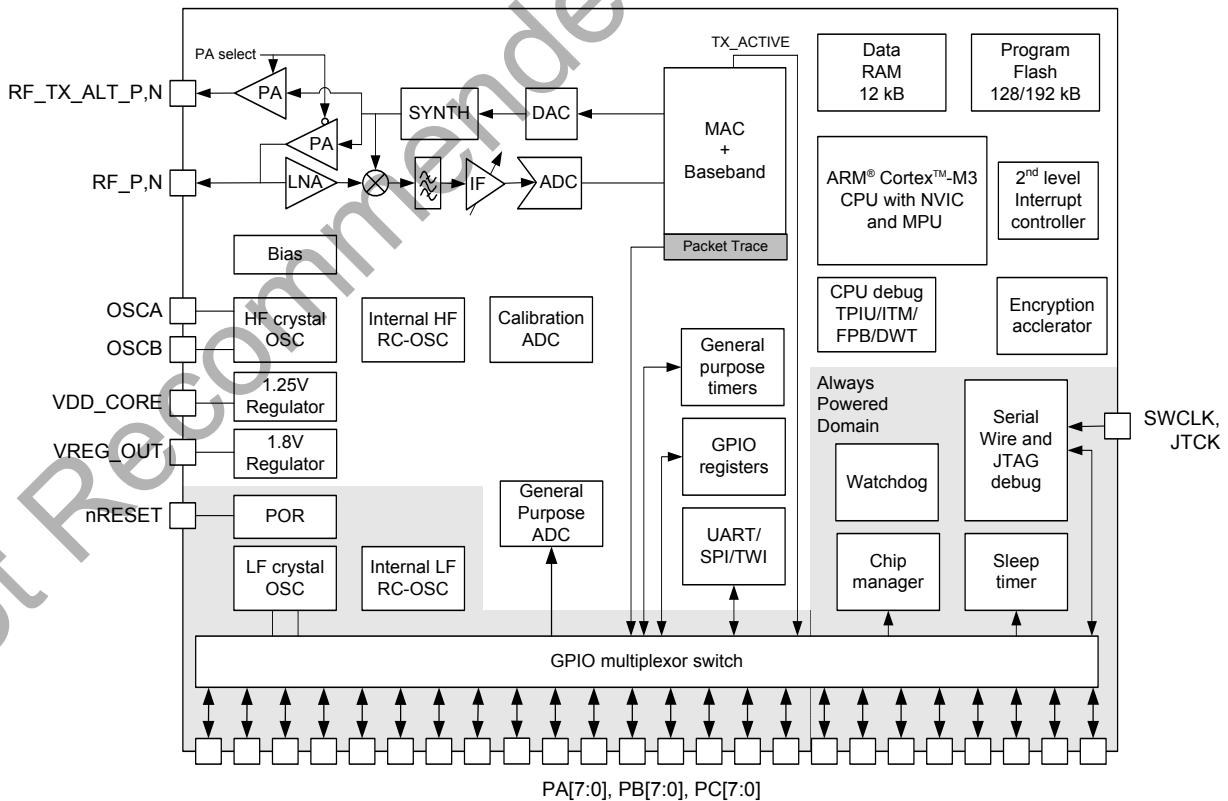 TX_ACTIVE
PA select
RF_TX_ALT_P,N
PA
SYNTH
DAC
MAC
+
Baseband
PA
RF_P,N
LNA
IF
ADC
Packet Trace
Data
RAM
12 kB
Program
Flash
128/192 kB
ARM® Cortex™-M3
CPU with NVIC
and MPU
2nd level
Interrupt
controller
Bias
CPU debug
TPIU/ITM/
FPB/DWT
Encryption
acclerator
OSCA
OSCB
HF crystal
OSC
Internal HF
RC-OSC
Calibration
ADC
General
purpose
timers
VDD_CORE
1.25V
Regulator
VREG_OUT
1.8V
Regulator
GPIO
registers
Always
Powered
Domain
Serial
Wire and
JTAG
debug
SWCLK,
JTCK
Watchdog
nRESET
POR
General
Purpose
ADC
UART/
SPI/TWI
LF crystal
OSC
Internal LF
RC-OSC
Chip
manager
Sleep
timer
GPIO multiplexor switch
PA[7:0], PB[7:0], PC[7:0]
ot Recommende